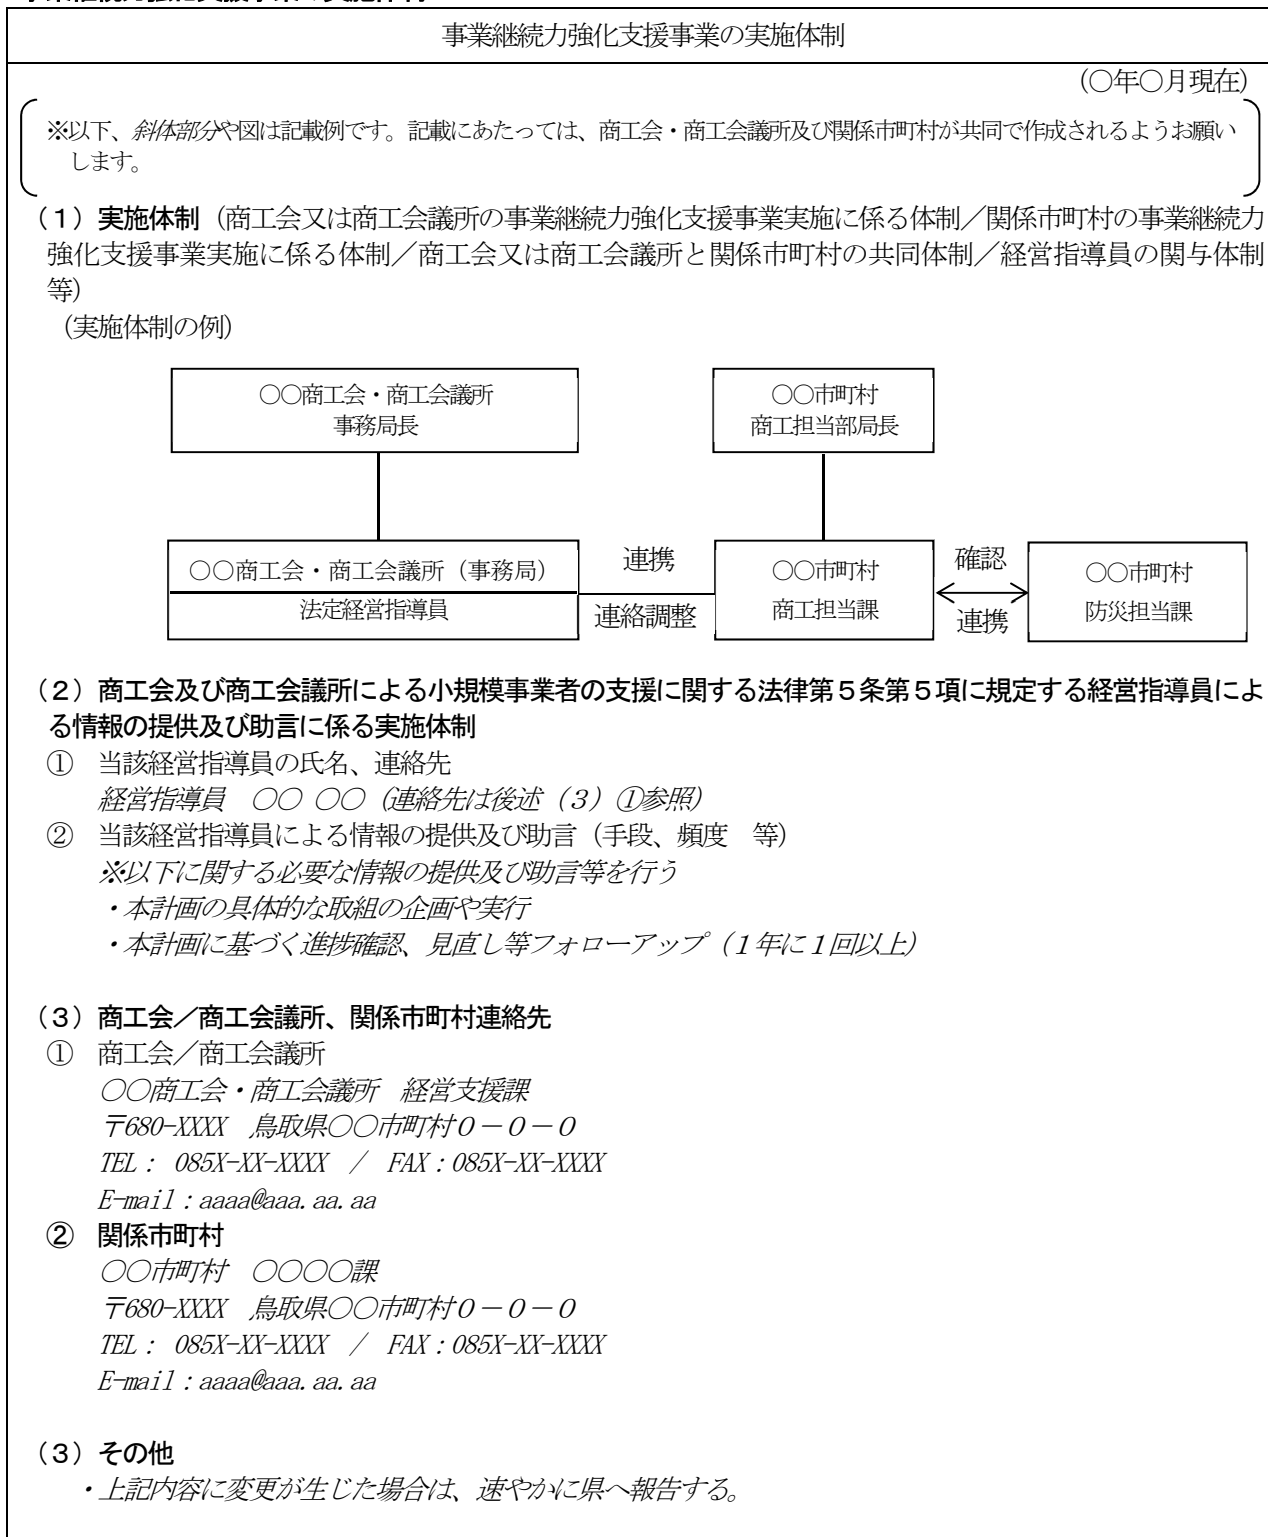 事業継続力強化支援事業の実施体制
(○年○月現在)
※以下、斜体部分や図は記載例です。記載にあたっては、商工会・商工会議所及び関係市町村が共同で作成されるようお願い
します。
(1)実施体制(商工会又は商工会議所の事業継続力強化支援事業実施に係る体制/関係市町村の事業継続力
強化支援事業実施に係る体制/商工会又は商工会議所と関係市町村の共同体制/経営指導員の関与体制
等)
(実施体制の例)
○○商工会・商工会議所
事務局長
○○市町村
商工担当部局長
○○商工会・商工会議所(事務局)
法定経営指導員
連携
連絡調整
○○市町村
商工担当課
確認
連携
○○市町村
防災担当課
(2)商工会及び商工会議所による小規模事業者の支援に関する法律第5条第5項に規定する経営指導員によ
る情報の提供及び助言に係る実施体制
① 当該経営指導員の氏名、連絡先
経営指導員 ○○ ○○(連絡先は後述(3)①参照)
② 当該経営指導員による情報の提供及び助言(手段、頻度 等)
※以下に関する必要な情報の提供及び助言等を行う
・本計画の具体的な取組の企画や実行
・本計画に基づく進捗確認、見直し等フォローアップ(1年に1回以上)
(3)商工会/商工会議所、関係市町村連絡先
① 商工会/商工会議所
○○商工会・商工会議所 経営支援課
〒680-XXXX 鳥取県○○市町村0-0-0
TEL: 085X-XX-XXXX / FAX:085X-XX-XXXX
E-mail:aaaa@aaa.aa.aa
② 関係市町村
○○市町村 ○○○○課
〒680-XXXX 鳥取県○○市町村0-0-0
TEL: 085X-XX-XXXX / FAX:085X-XX-XXXX
E-mail:aaaa@aaa.aa.aa
(3)その他
・上記内容に変更が生じた場合は、速やかに県へ報告する。